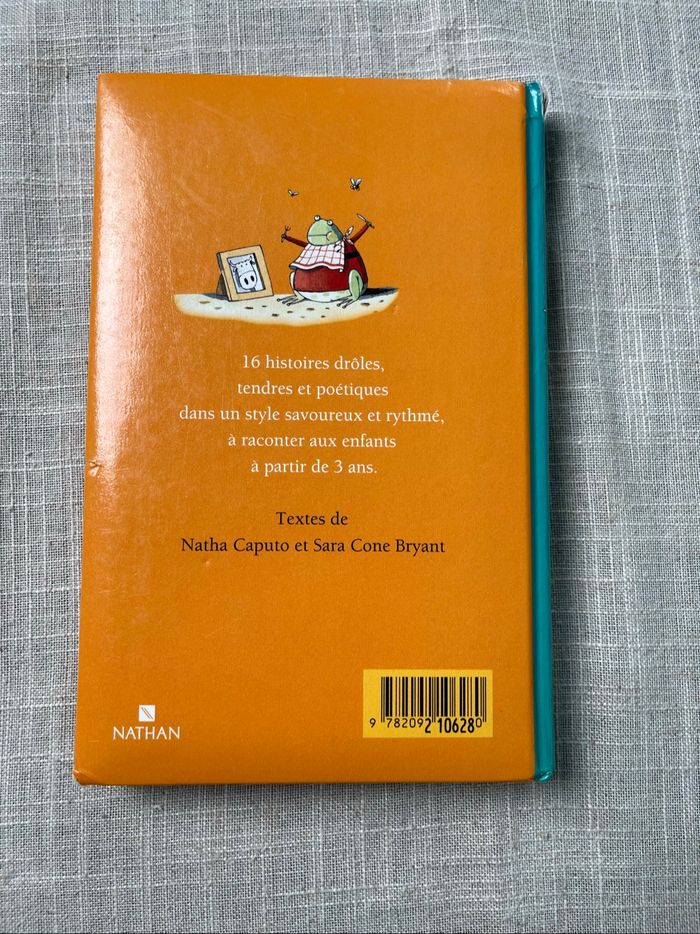 16 histoires drôles,
tendres et poétiques
dans un style savoureux et rythmé,
à raconter aux enfants
à partir de 3 ans.
Textes de
Natha Caputo et Sara Cone Bryant
NATHAN
9 782092 106280